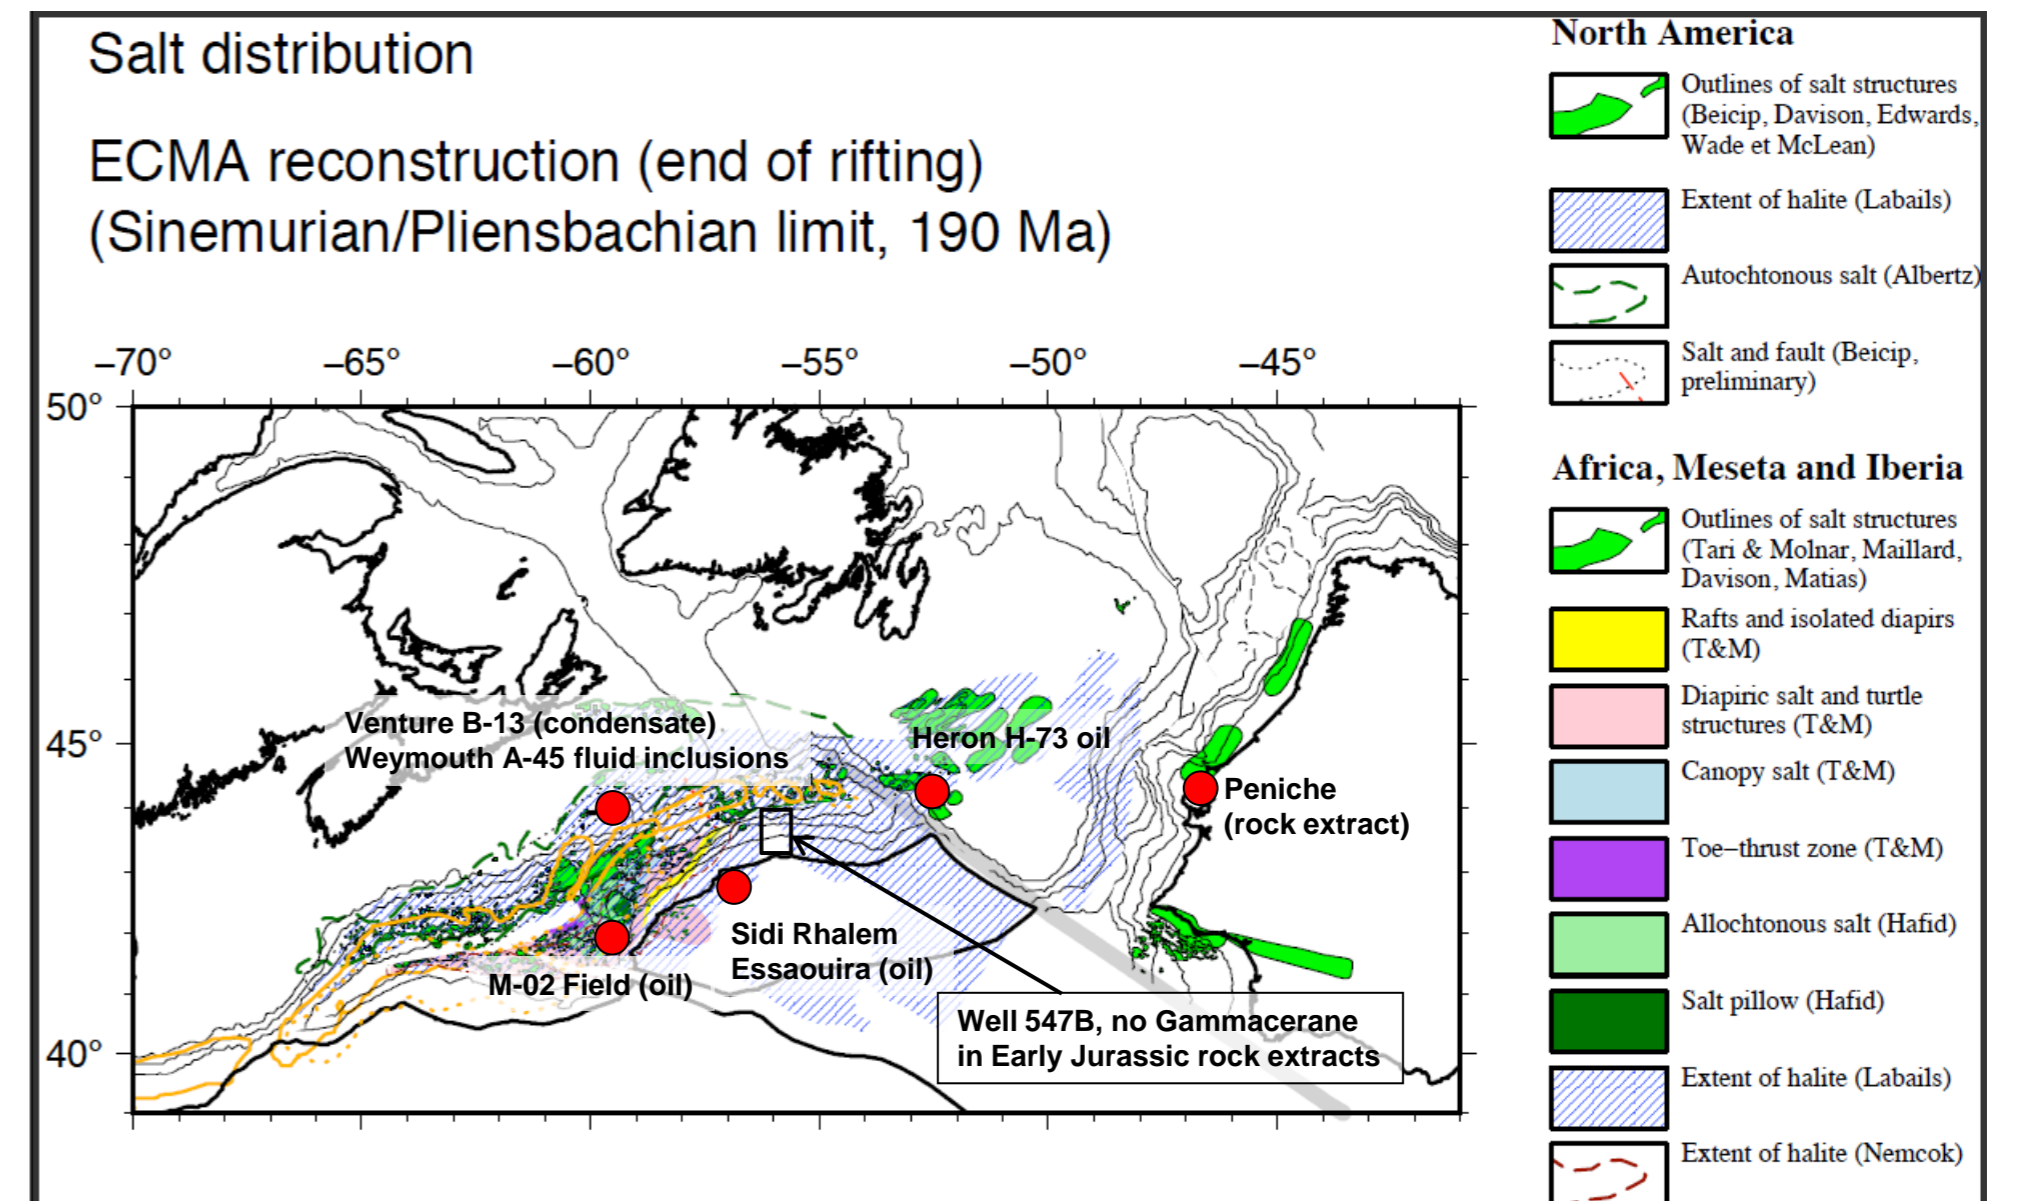 Salt distribution
ECMA reconstruction (end of rifting)
(Sinemurian/Pliensbachian limit, 190 Ma)
−70°
−65°
−60°
−55°
−50°
−45°
50°
45°
40°
Venture B-13 (condensate)
Weymouth A-45 fluid inclusions
Heron H-73 oil
Peniche
(rock extract)
Sidi Rhalem
Essaouira (oil)
M-02 Field (oil)
Well 547B, no Gammacerane
in Early Jurassic rock extracts
North America
Outlines of salt structures
(Beicip, Davison, Edwards,
Wade et McLean)
Extent of halite (Labails)
Autochtonous salt (Albertz)
Salt and fault (Beicip,
preliminary)
Africa, Meseta and Iberia
Outlines of salt structures
(Tari & Molnar, Maillard,
Davison, Matias)
Rafts and isolated diapirs
(T&M)
Diapiric salt and turtle
structures (T&M)
Canopy salt (T&M)
Toe−thrust zone (T&M)
Allochtonous salt (Hafid)
Salt pillow (Hafid)
Extent of halite (Labails)
Extent of halite (Nemcok)